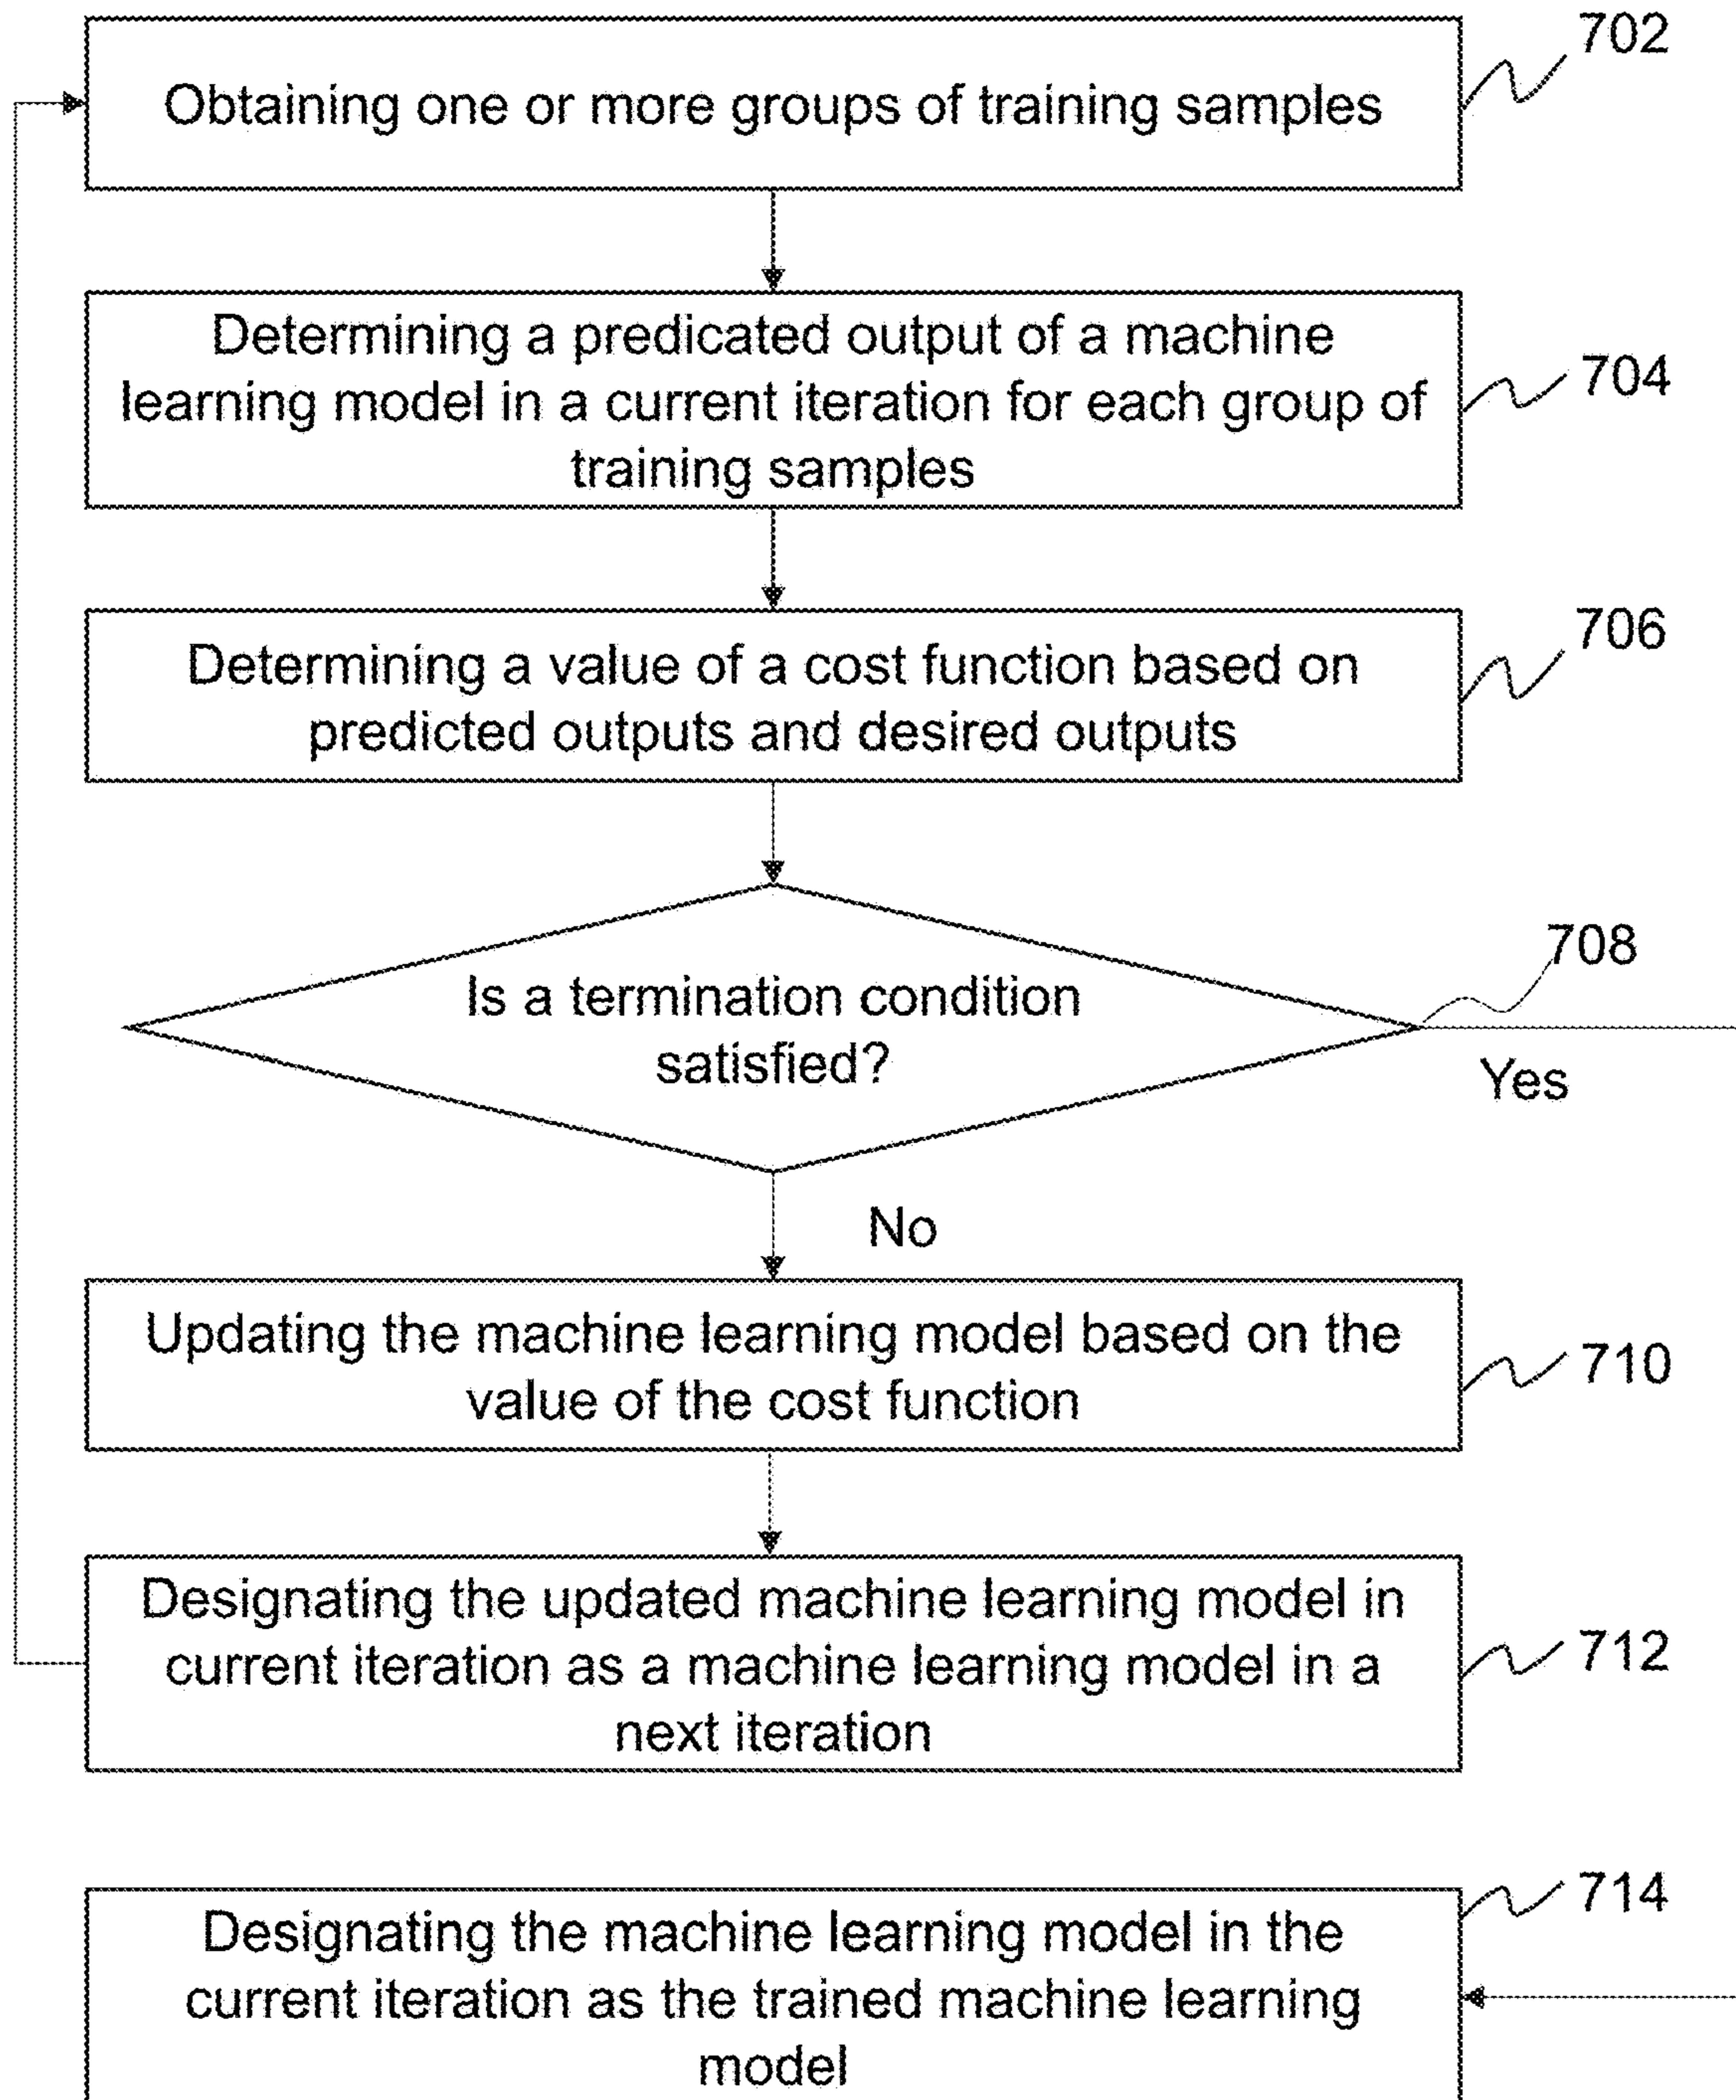 702
Obtaining one or more groups of training samples
Determining a predicated output of a machine
learning model in a current iteration for each group of
training samples
704
706
Determining a value of a cost function based on
predicted outputs and desired outputs
708
Is a termination condition
satisfied?
Yes
No
Updating the machine learning model based on the
value of the cost function
710
Designating the updated machine learning model in
current iteration as a machine learning model in a
next iteration
712
714
Designating the machine learning model in the
current iteration as the trained machine learning
model